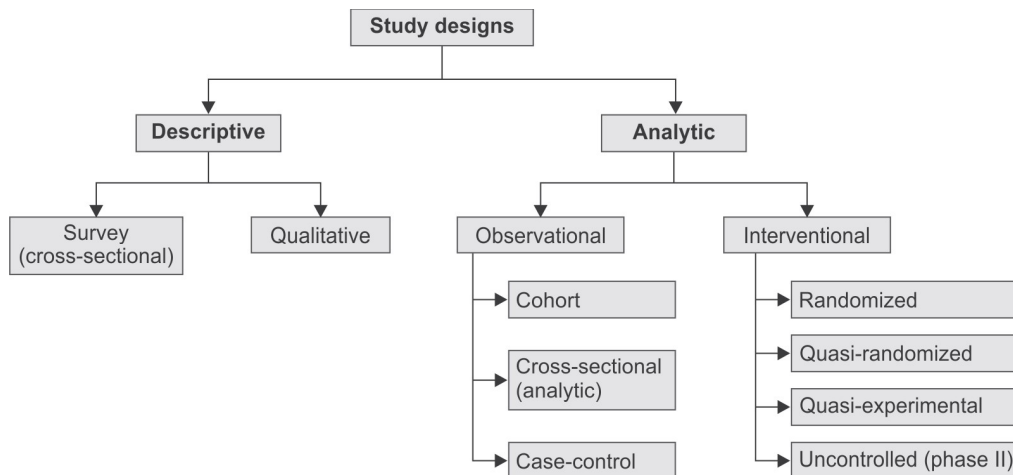 Study designs
Descriptive
Analytic
Survey
(cross-sectional)
Qualitative
Observational
Interventional
Cohort
Cross-sectional
(analytic)
Case-control
Randomized
Quasi-randomized
Quasi-experimental
Uncontrolled (phase II)